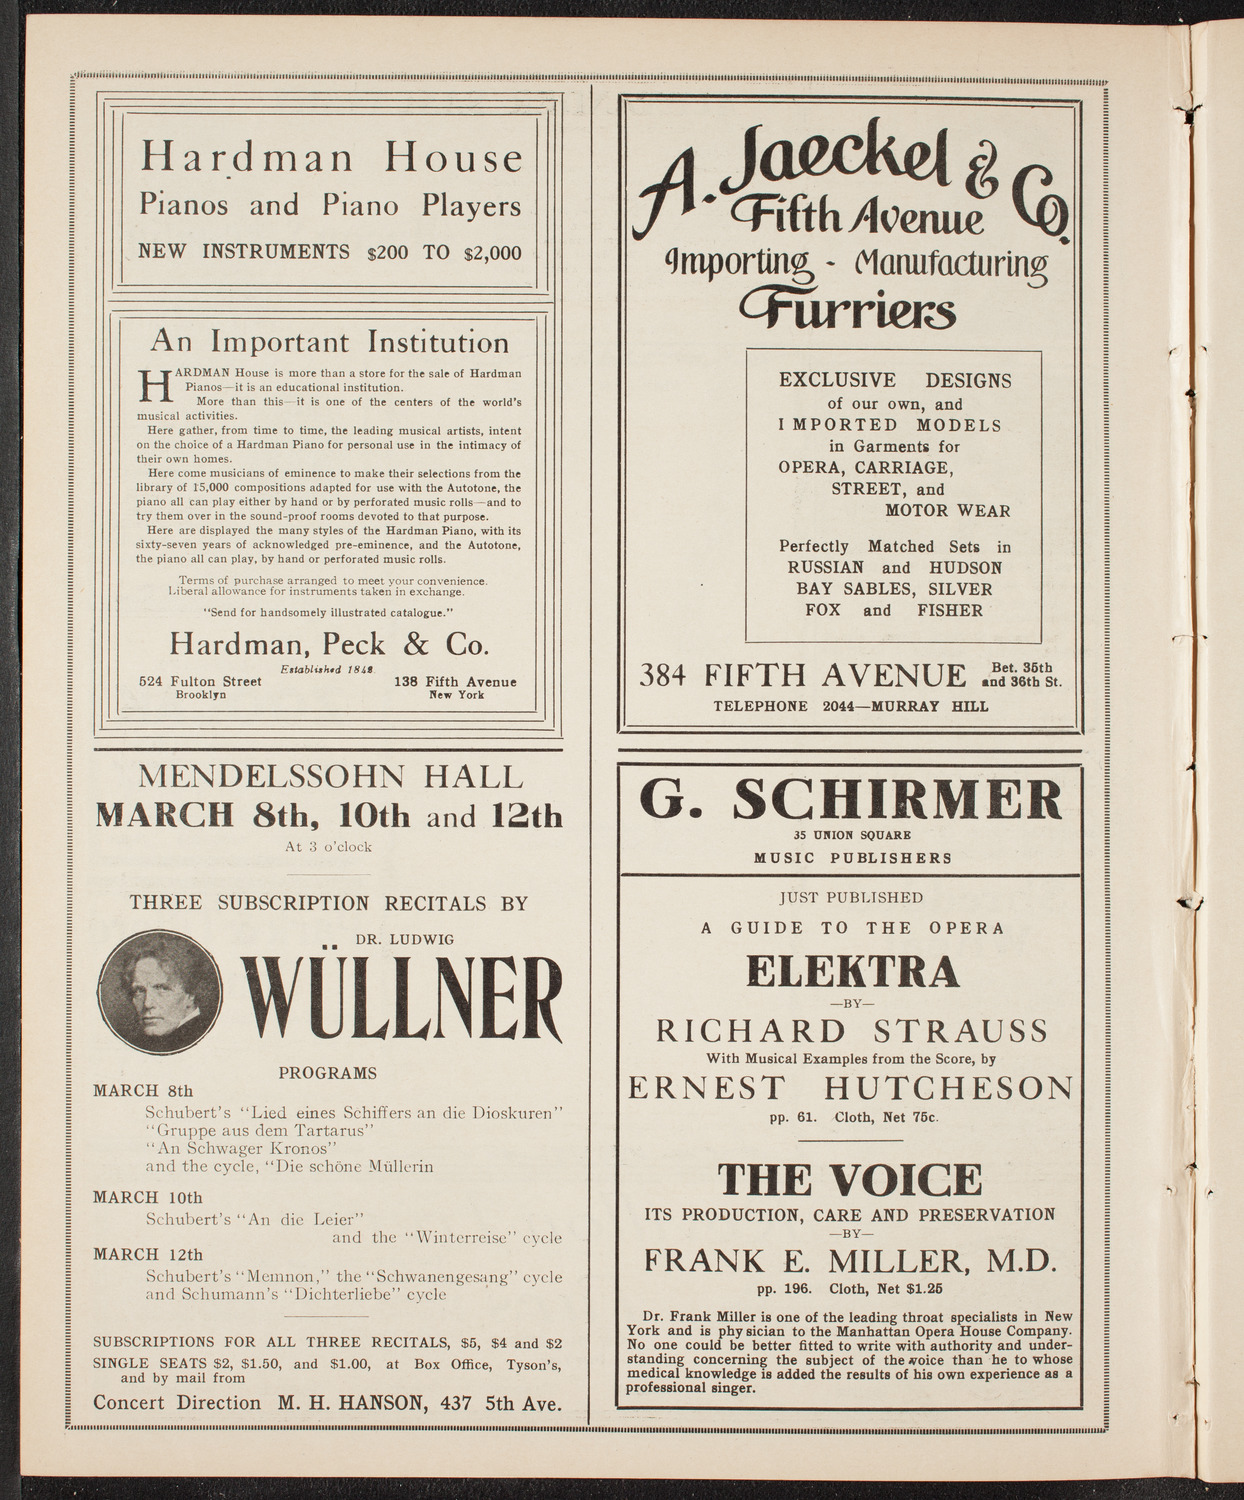 Hardman House
Pianos and Piano Players
NEW INSTRUMENTS $200 TO $2,000
An Important Institution
HARDMAN House is more than a store for the sale of Hardman
Pianos—it is an educational institution.
More than this—it is one of the centers of the world's
musical activities.
Here gather, from time to time, the leading musical artists, intent
on the choice of a Hardman Piano for personal use in the intimacy of
their own homes.
Here come musicians of eminence to make their selections from the
library of 15,000 compositions adapted for use with the Autotone, the
piano all can play either by hand or by perforated music rolls—and to
try them over in the sound-proof rooms devoted to that purpose.
Here are displayed the many styles of the Hardman Piano, with its
sixty-seven years of acknowledged pre-eminence, and the Autotone,
the piano all can play, by hand or perforated music rolls.
Terms of purchase arranged to meet your convenience.
Liberal allowance for instruments taken in exchange.
"Send for handsomely illustrated catalogue."
Hardman, Peck & Co.
Established 1842
524 Fulton Street 138 Fifth Avenue
Brooklyn New York
MENDELSSOHN HALL
MARCH 8th, 10th and 12th
At 3 o'clock
THREE SUBSCRIPTION RECITALS BY
DR. LUDWIG
WÜLLNER
PROGRAMS
MARCH 8th
Schubert's "Lied eines Schiffers an die Dioskuren"
"Gruppe aus dem Tartarus"
"An Schwager Kronos"
and the cycle, "Die schöne Müllerin
MARCH 10th
Schubert's "An die Leier"
and the "Winterreise" cycle
MARCH 12th
Schubert's "Memnon," the "Schwanengesang" cycle
and Schumann's "Dichterliebe" cycle
SUBSCRIPTIONS FOR ALL THREE RECITALS, $5, $4 and $2
SINGLE SEATS $2, $1.50, and $1.00, at Box Office, Tyson's,
and by mail from
Concert Direction M. H. HANSON, 437 5th Ave.
A. Jaeckel & Co.
Fifth Avenue
Importing - Manufacturing
Furriers
EXCLUSIVE DESIGNS
of our own, and
IMPORTED MODELS
in Garments for
OPERA, CARRIAGE,
STREET, and
MOTOR WEAR
Perfectly Matched Sets in
RUSSIAN and HUDSON
BAY SABLES, SILVER
FOX and FISHER
384 FIFTH AVENUE Bet. 35th
and 36th St.
TELEPHONE 2044—MURRAY HILL
G. SCHIRMER
35 UNION SQUARE
MUSIC PUBLISHERS
JUST PUBLISHED
A GUIDE TO THE OPERA
ELEKTRA
—BY—
RICHARD STRAUSS
With Musical Examples from the Score, by
ERNEST HUTCHESON
pp. 61. Cloth, Net 75c.
THE VOICE
ITS PRODUCTION, CARE AND PRESERVATION
—BY—
FRANK E. MILLER, M.D.
pp. 196. Cloth, Net $1.25
Dr. Frank Miller is one of the leading throat specialists in New
York and is physician to the Manhattan Opera House Company.
No one could be better fitted to write with authority and under-
standing concerning the subject of the voice than he to whose
medical knowledge is added the results of his own experience as a
professional singer.